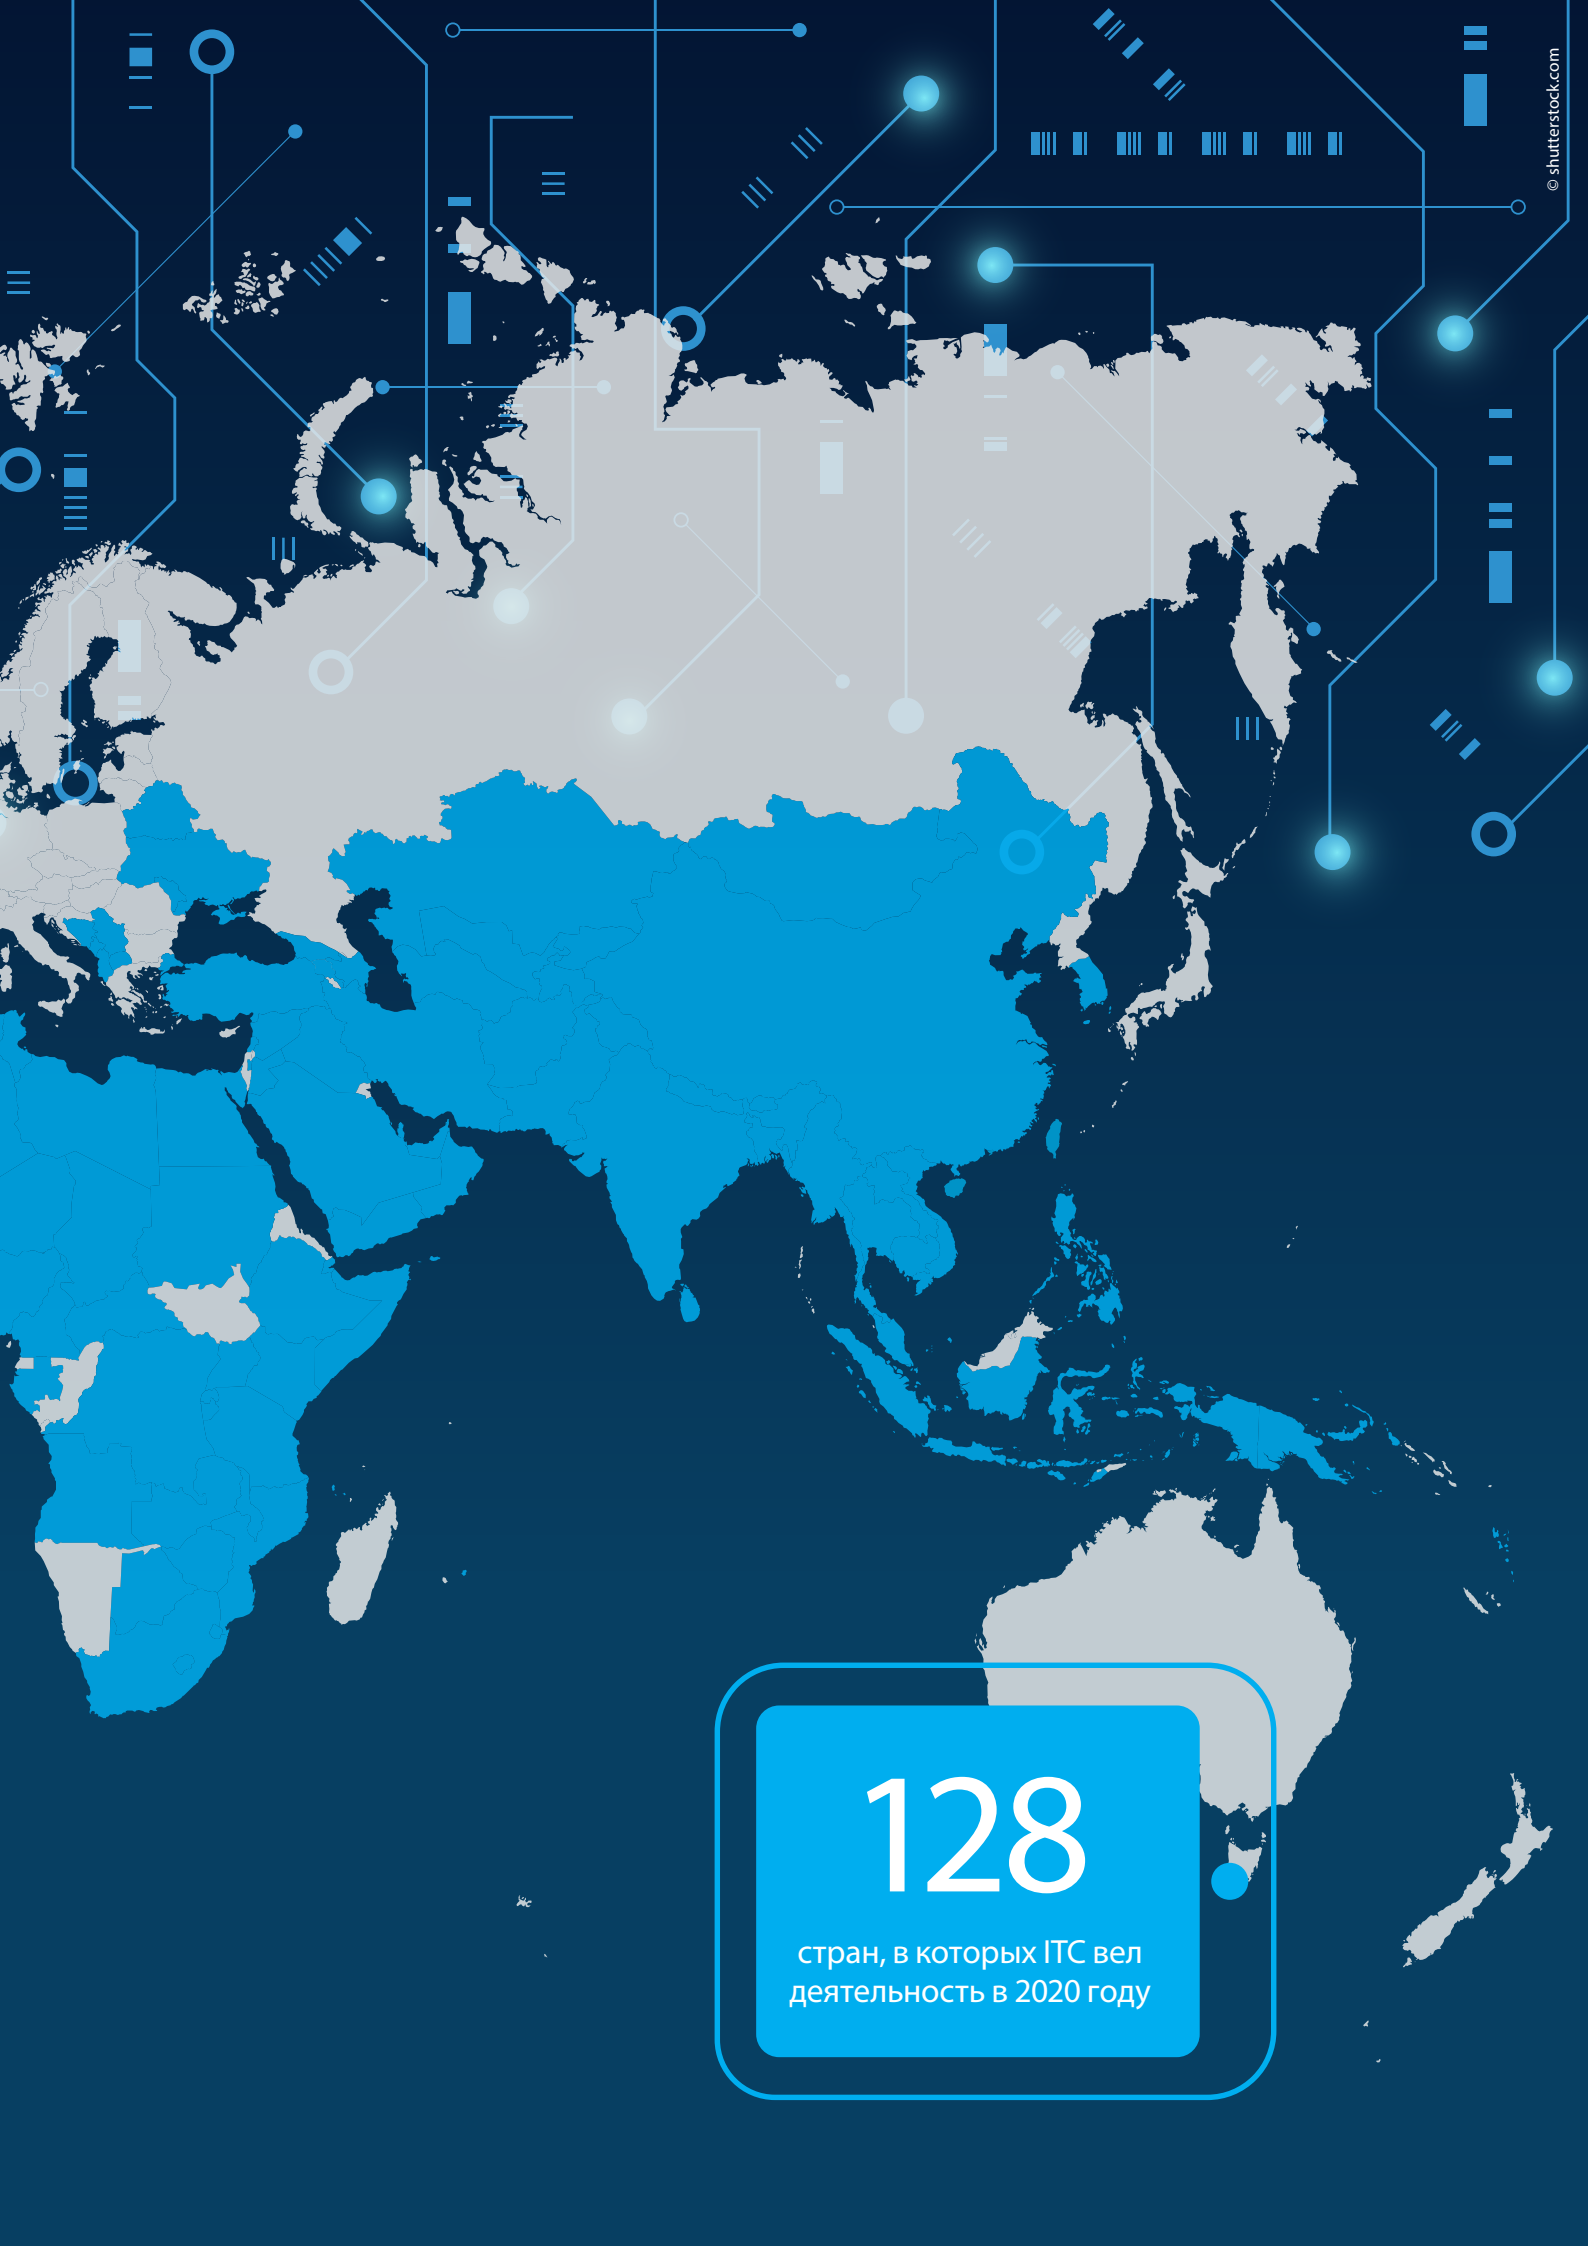 © shutterstock.com
128
стран, в которых ITC вел
деятельность в 2020 году